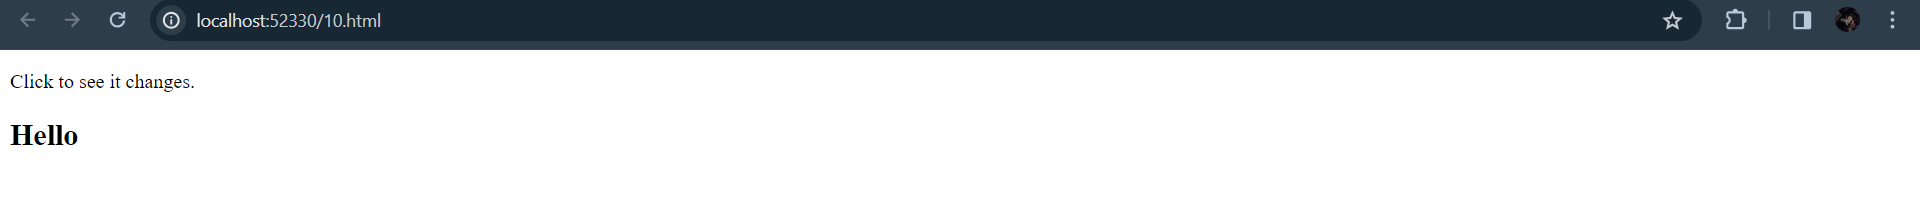 localhost:52330/10.html
Click to see it changes.
Hello